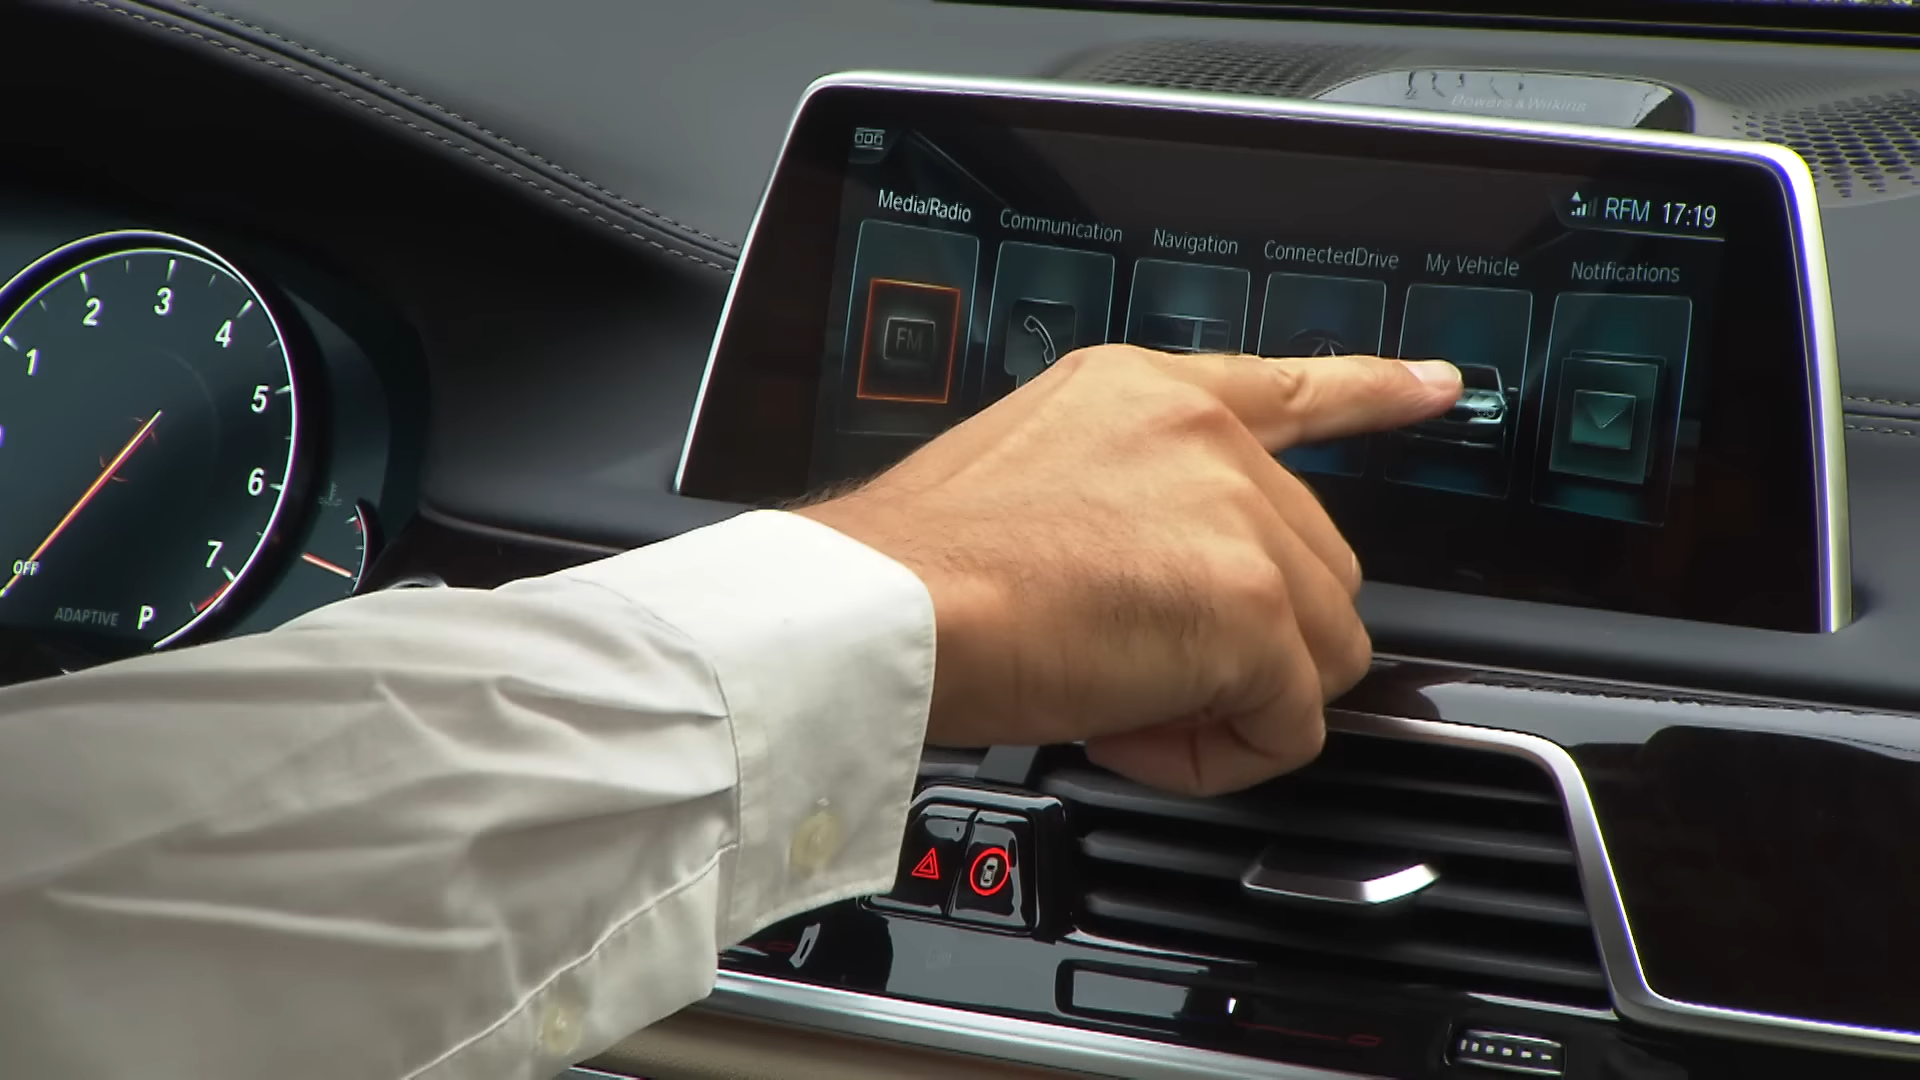 Bowers & Wilkins
RFM 17:19
Media/Radio
Communication
Navigation
ConnectedDrive
My Vehicle
Notifications
FM
1
2
3
4
5
6
7
OFF
ADAPTIVE P